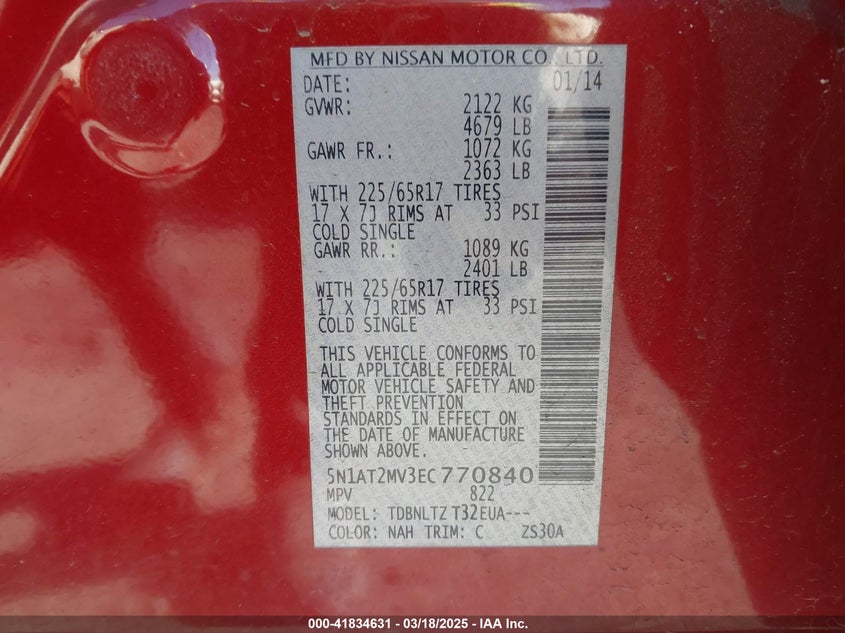 MFD BY NISSAN MOTOR CO., LTD.
DATE: 01/14
GVWR: 2122 KG
4679 LB
GAWR FR.: 1072 KG
2363 LB
WITH 225/65R17 TIRES
17 X 7J RIMS AT 33 PSI
COLD SINGLE
GAWR RR.: 1089 KG
2401 LB
WITH 225/65R17 TIRES
17 X 7J RIMS AT 33 PSI
COLD SINGLE
THIS VEHICLE CONFORMS TO
ALL APPLICABLE FEDERAL
MOTOR VEHICLE SAFETY AND
THEFT PREVENTION
STANDARDS IN EFFECT ON
THE DATE OF MANUFACTURE
SHOWN ABOVE.
5N1AT2MV3EC770840
MPV 822
MODEL: TDBNLTZ T32EUA---
COLOR: NAH TRIM: C ZS30A
000-41834631 - 03/18/2025 - IAA Inc.